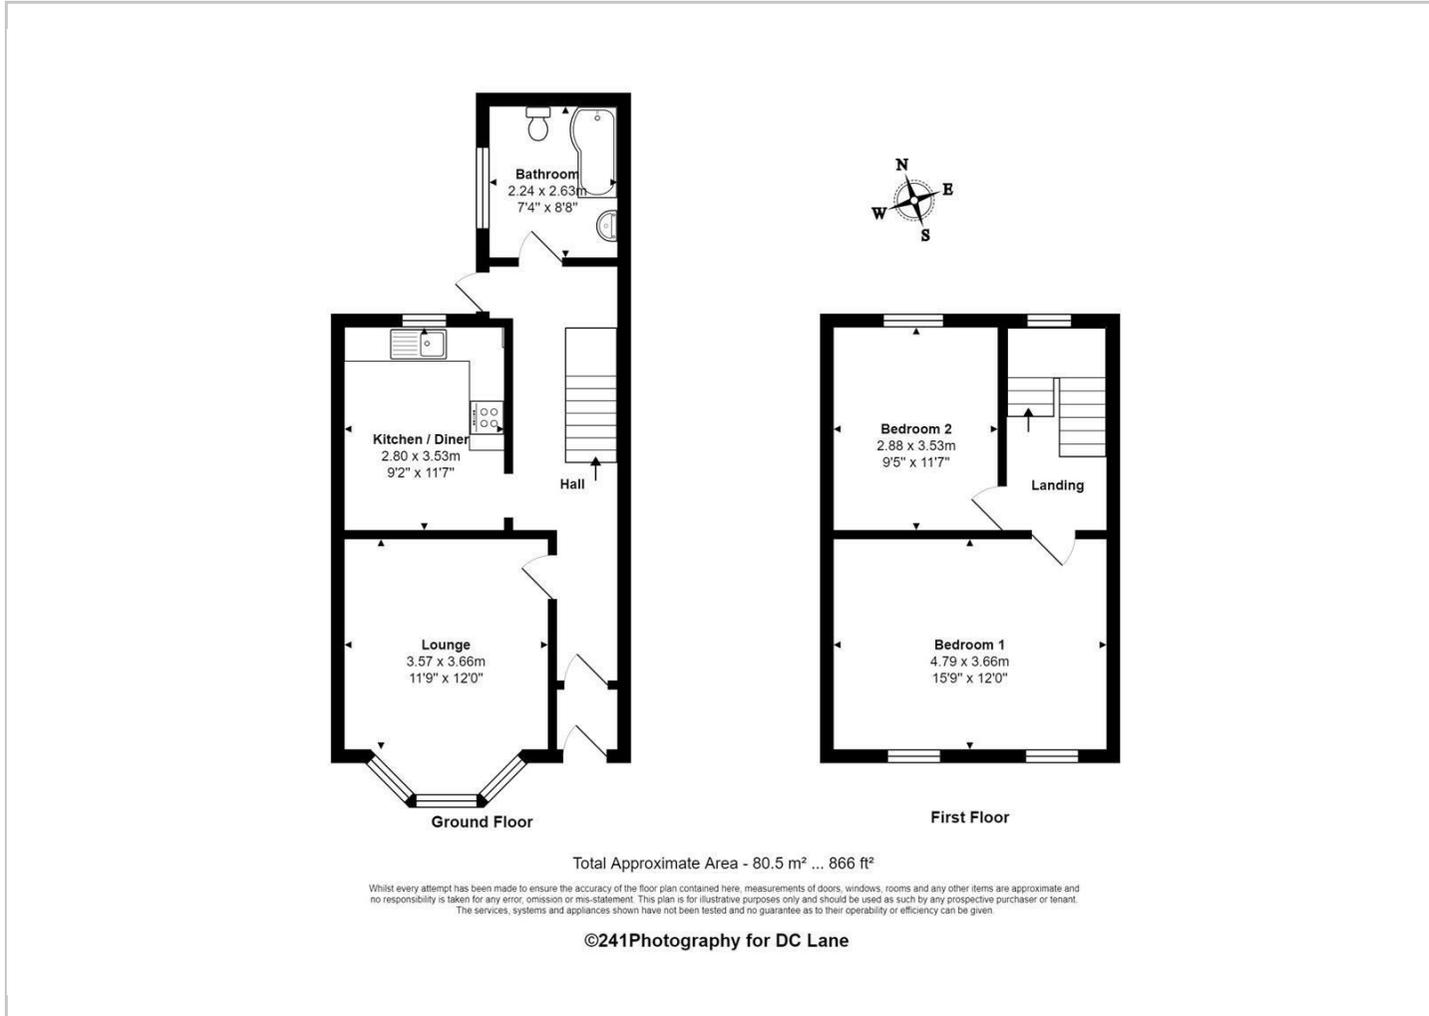 Bathroom
2.24 x 2.63m
7'4" x 8'8"
N
E
W
S
Kitchen / Diner
2.80 x 3.53m
9'2" x 11'7"
Hall
Bedroom 2
2.88 x 3.53m
9'5" x 11'7"
Landing
Lounge
3.57 x 3.66m
11'9" x 12'0"
Bedroom 1
4.79 x 3.66m
15'9" x 12'0"
Ground Floor
First Floor
Total Approximate Area - 80.5 m² ... 866 ft²
Whilst every attempt has been made to ensure the accuracy of the floor plan contained here, measurements of doors, windows, rooms and any other items are approximate and
no responsibility is taken for any error, omission or mis-statement. This plan is for illustrative purposes only and should be used as such by any prospective purchaser or tenant.
The services, systems and appliances shown have not been tested and no guarantee as to their operability or efficiency can be given.
©241Photography for DC Lane